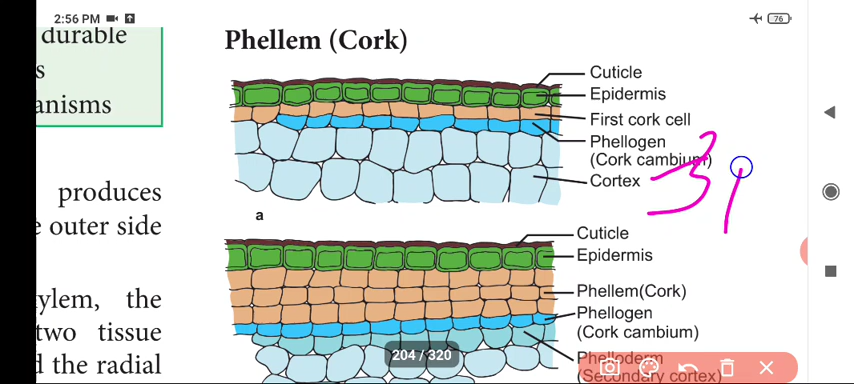 2:56 PM
76
durable
s
anisms
Phellem (Cork)
Cuticle
Epidermis
First cork cell
Phellogen
(Cork cambium)
Cortex
produces
e outer side
a
Cuticle
Epidermis
Phellem(Cork)
Phellogen
(Cork cambium)
Phelloderm
(Secondary cortex)
xylem, the
two tissue
d the radial
204 / 320